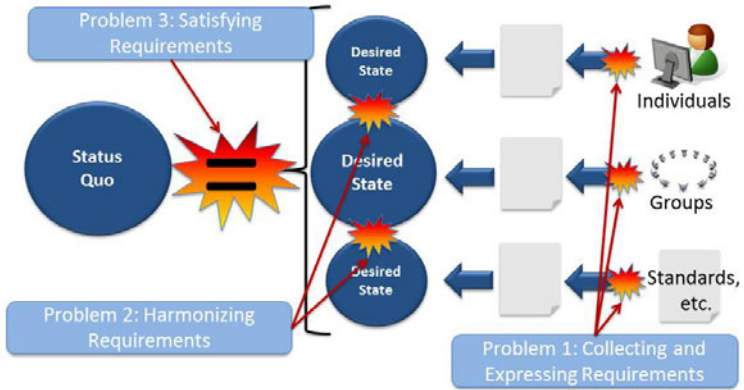 Problem 3: Satisfying
Requirements
Desired
State
Individuals
Status
Quo
=
Desired
State
Groups
Desired
State
Standards,
etc.
Problem 2: Harmonizing
Requirements
Problem 1: Collecting and
Expressing Requirements